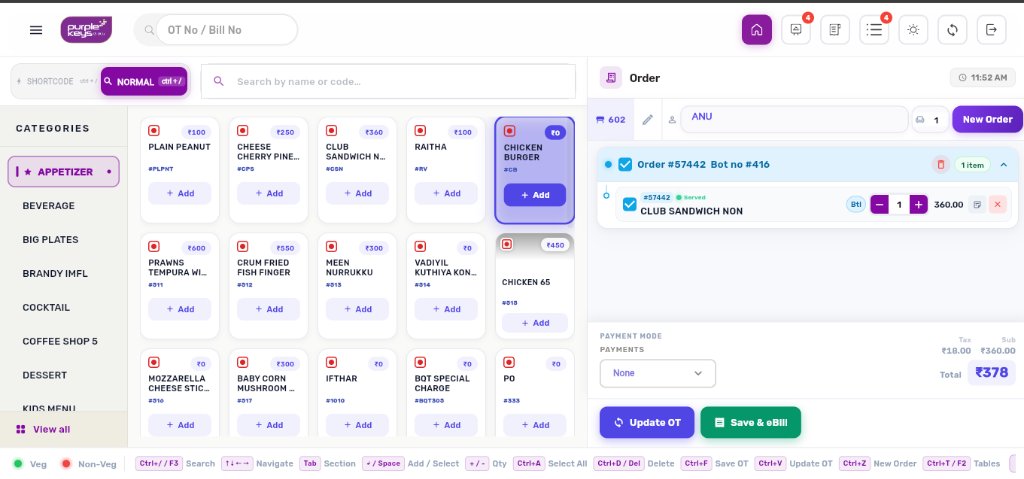 purple keys
OT No / Bill No
4
4
SHORTCODE
NORMAL ctrl + /
Search by name or code...
Order
11:52 AM
602
ANU
1
New Order
CATEGORIES
APPETIZER
BEVERAGE
BIG PLATES
BRANDY IMFL
COCKTAIL
COFFEE SHOP 5
DESSERT
KIDS MENU
View all
₹100
PLAIN PEANUT
#PLPNT
+ Add
₹250
CHEESE
CHERRY PINE...
#CPS
+ Add
₹360
CLUB
SANDWICH N...
#CSN
+ Add
₹100
RAITHA
#RV
+ Add
₹0
CHICKEN
BURGER
#CB
+ Add
₹600
PRAWNS
TEMPURA WI...
#311
+ Add
₹550
CRUM FRIED
FISH FINGER
#312
+ Add
₹300
MEEN
NURRUKKU
#313
+ Add
₹0
VADIYIL
KUTHIYA KON...
#314
+ Add
₹450
CHICKEN 65
#315
+ Add
₹0
MOZZARELLA
CHEESE STIC...
#316
+ Add
₹300
BABY CORN
MUSHROOM ...
#317
+ Add
₹0
IFTHAR
#1010
+ Add
₹0
BOT SPECIAL
CHARGE
#BOT303
+ Add
₹0
PO
#333
+ Add
Order #57442 Bot no #416
1 item
#57442 Served
CLUB SANDWICH NON
Btl
− 1 +
360.00
PAYMENT MODE
PAYMENTS
None
Tax Sub
₹18.00 ₹360.00
Total ₹378
Update OT
Save & eBill
Veg
Non-Veg
Ctrl+/ / F3 Search
↑↓←→ Navigate
Tab Section
/ Space Add / Select
+ / - Qty
Ctrl+A Select All
Ctrl+D / Del Delete
Ctrl+F Save OT
Ctrl+V Update OT
Ctrl+Z New Order
Ctrl+T / F2 Tables